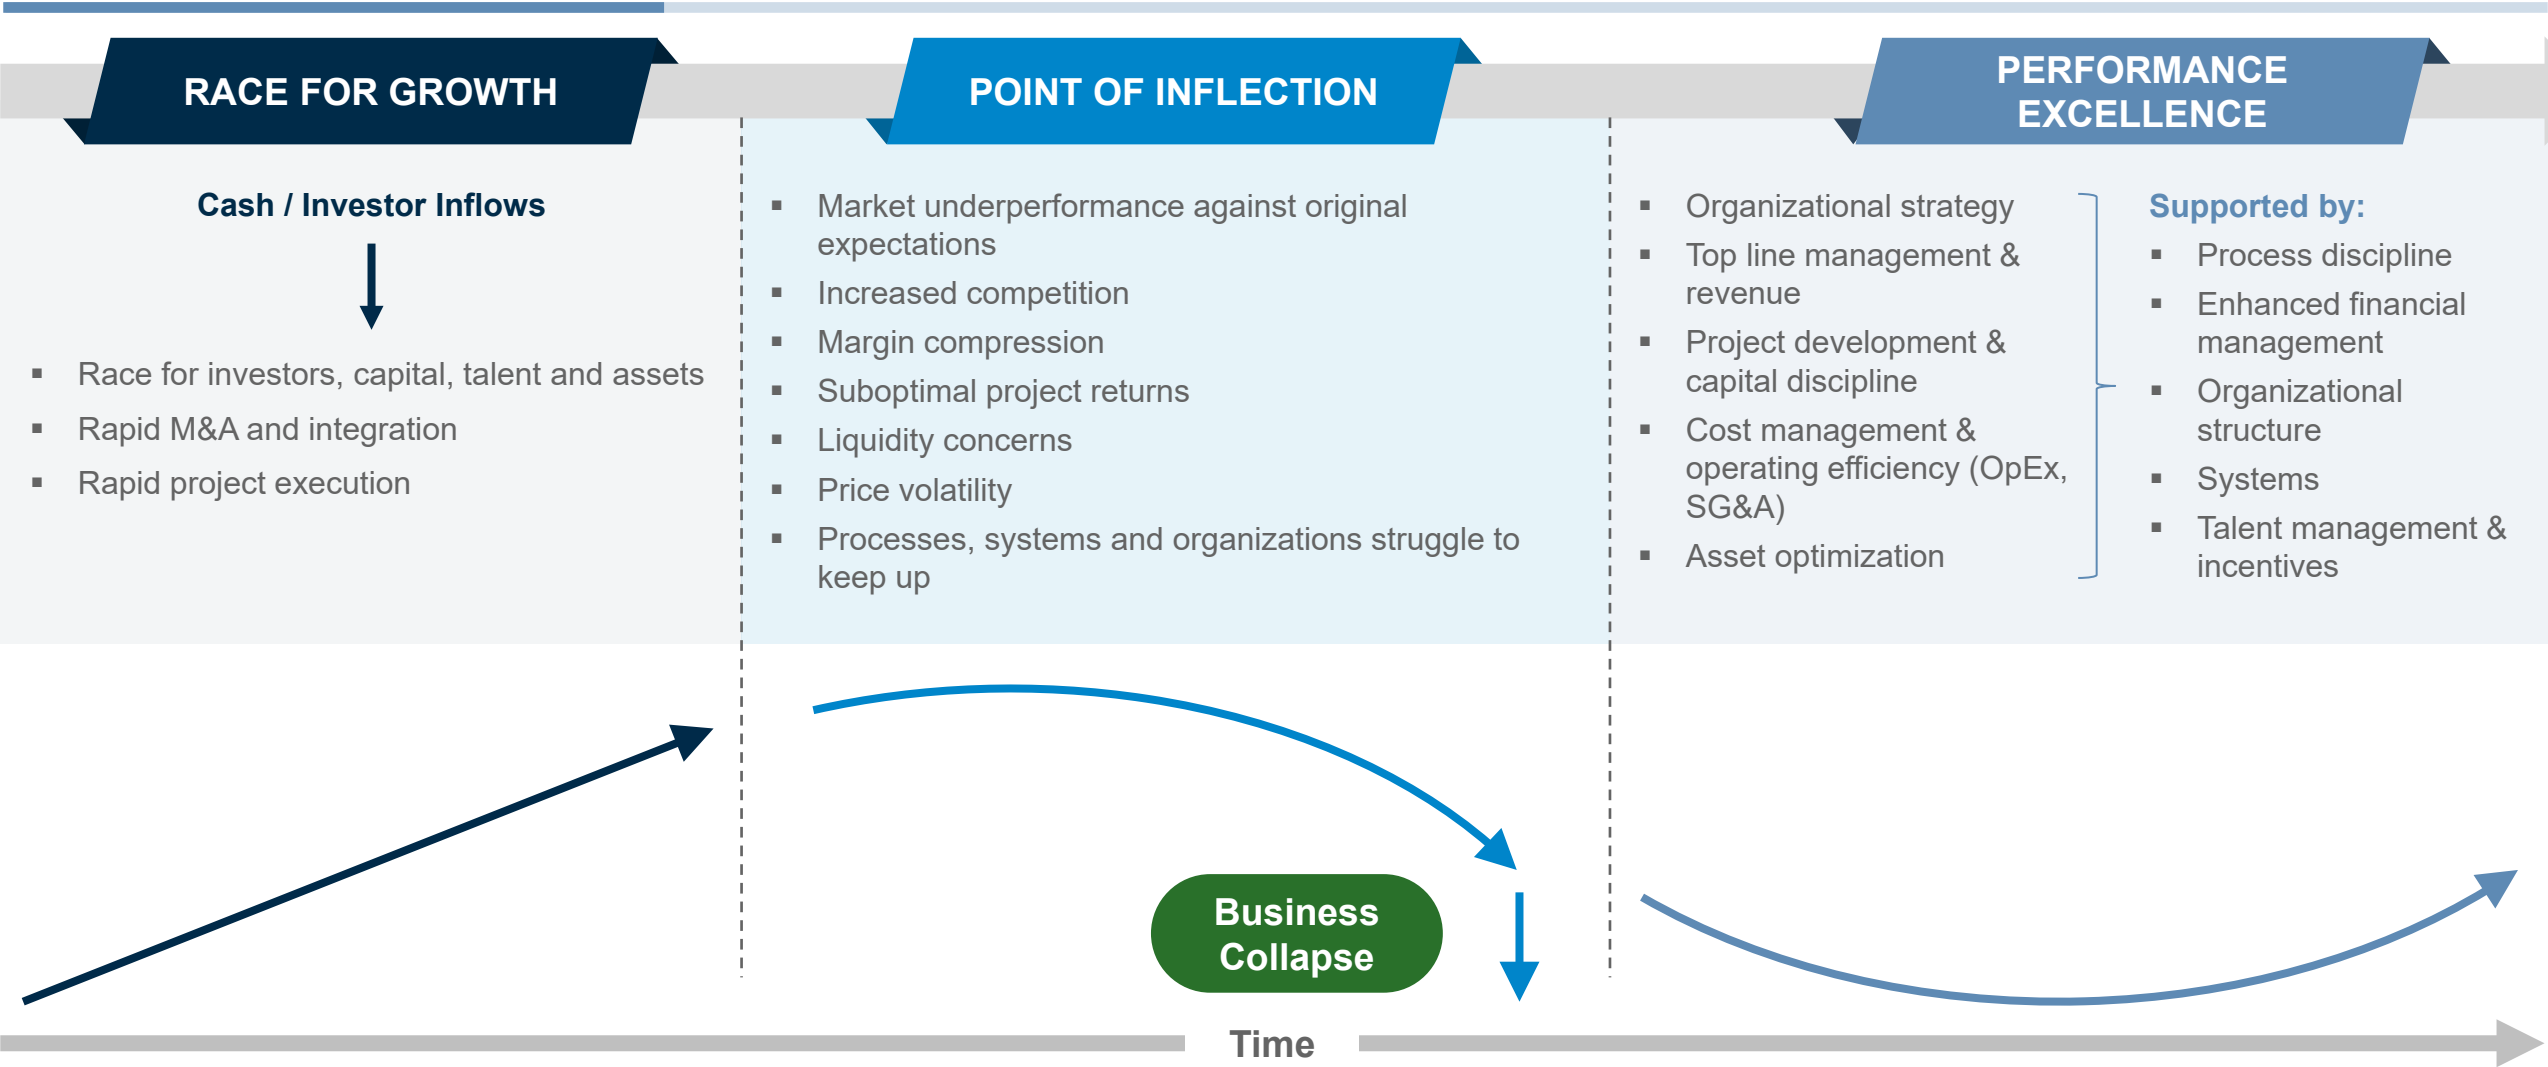 RACE FOR GROWTH
Cash / Investor Inflows
▪ Race for investors, capital, talent and assets
▪ Rapid M&A and integration
▪ Rapid project execution
POINT OF INFLECTION
▪ Market underperformance against original
expectations
▪ Increased competition
▪ Margin compression
▪ Suboptimal project returns
▪ Liquidity concerns
▪ Price volatility
▪ Processes, systems and organizations struggle to
keep up
PERFORMANCE
EXCELLENCE
▪ Organizational strategy
▪ Top line management &
revenue
▪ Project development &
capital discipline
▪ Cost management &
operating efficiency (OpEx,
SG&A)
▪ Asset optimization
Supported by:
▪ Process discipline
▪ Enhanced financial
management
▪ Organizational
structure
▪ Systems
▪ Talent management &
incentives
Business
Collapse
Time